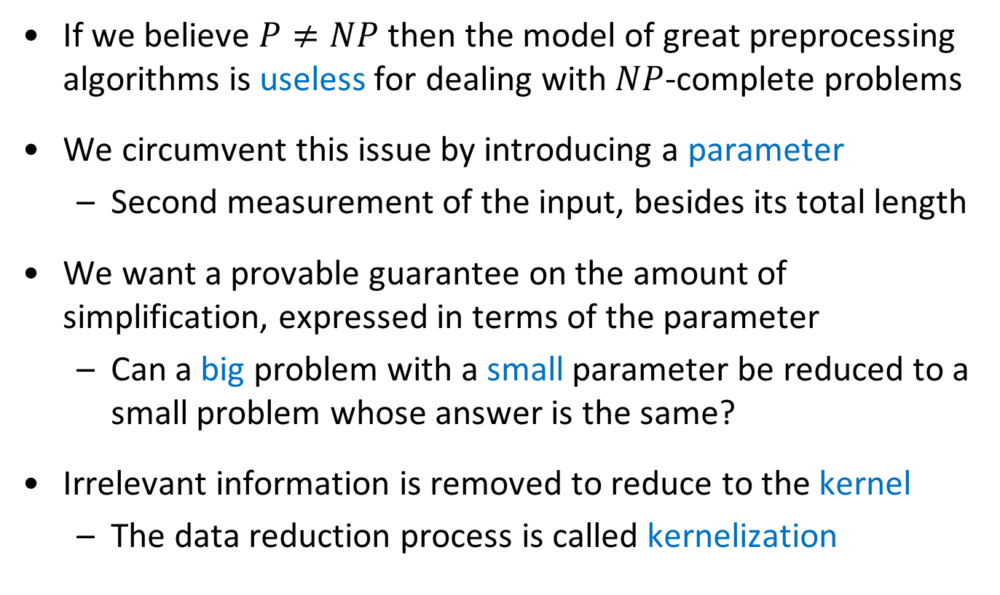 • If we believe P ≠ NP then the model of great preprocessing
algorithms is useless for dealing with NP-complete problems
• We circumvent this issue by introducing a parameter
– Second measurement of the input, besides its total length
• We want a provable guarantee on the amount of
simplification, expressed in terms of the parameter
– Can a big problem with a small parameter be reduced to a
small problem whose answer is the same?
• Irrelevant information is removed to reduce to the kernel
– The data reduction process is called kernelization